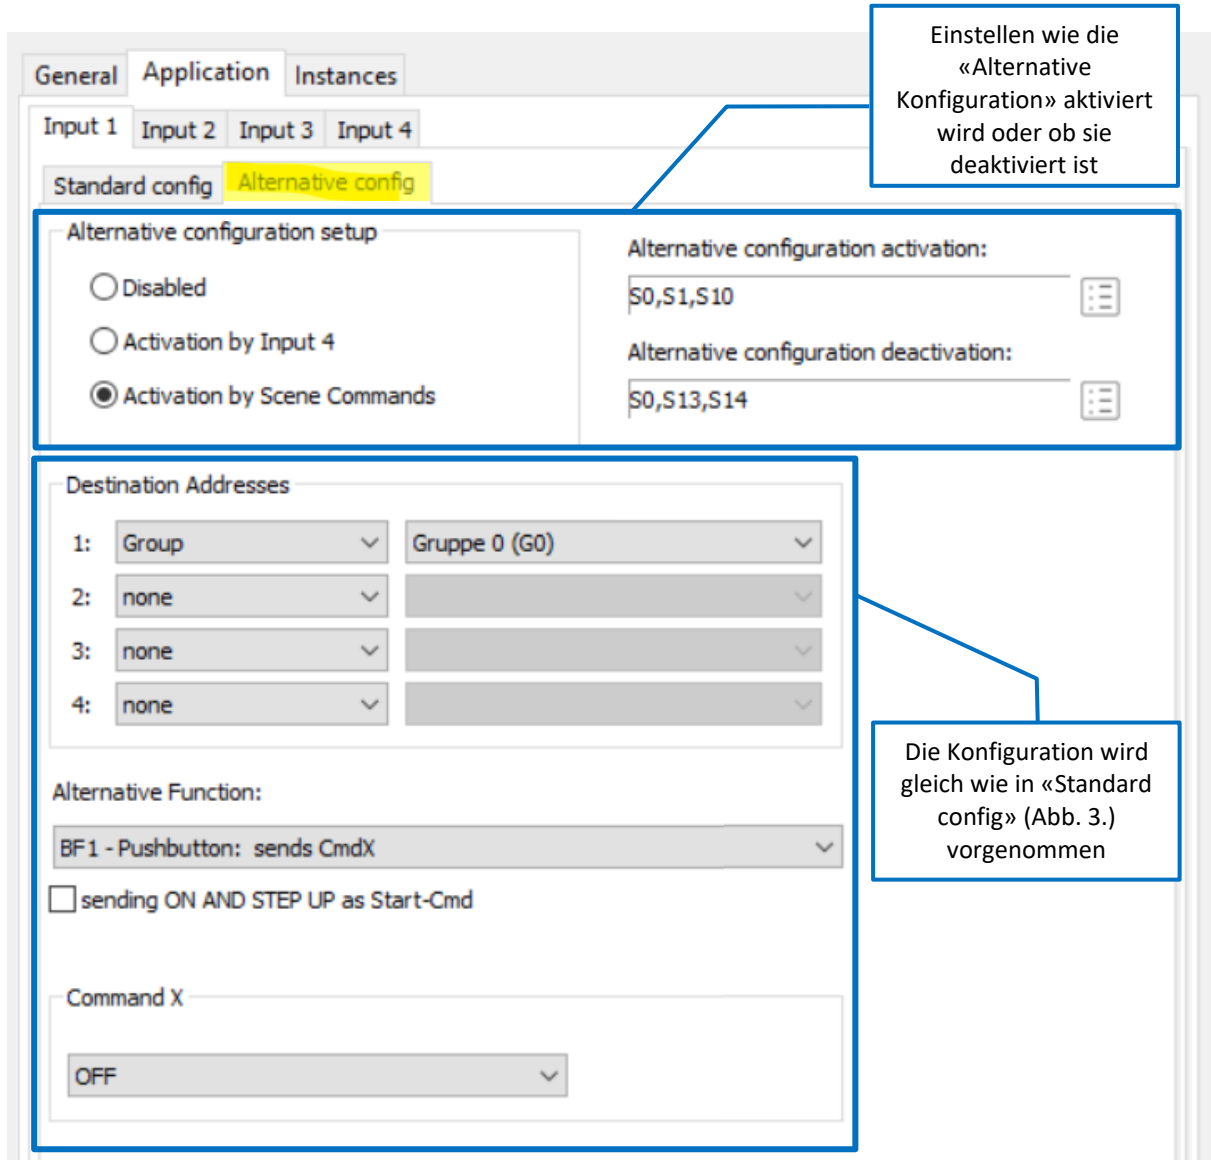 Einstellen wie die
«Alternative
Konfiguration» aktiviert
wird oder ob sie
deaktiviert ist
General Application Instances
Input 1 Input 2 Input 3 Input 4
Standard config Alternative config
Alternative configuration setup
Disabled
Activation by Input 4
Activation by Scene Commands
Alternative configuration activation:
S0,S1,S10
Alternative configuration deactivation:
S0,S13,S14
Destination Addresses
1: Group Gruppe 0 (G0)
2: none
3: none
4: none
Die Konfiguration wird
gleich wie in «Standard
config» (Abb. 3.)
vorgenommen
Alternative Function:
BF1 - Pushbutton: sends CmdX
sending ON AND STEP UP as Start-Cmd
Command X
OFF